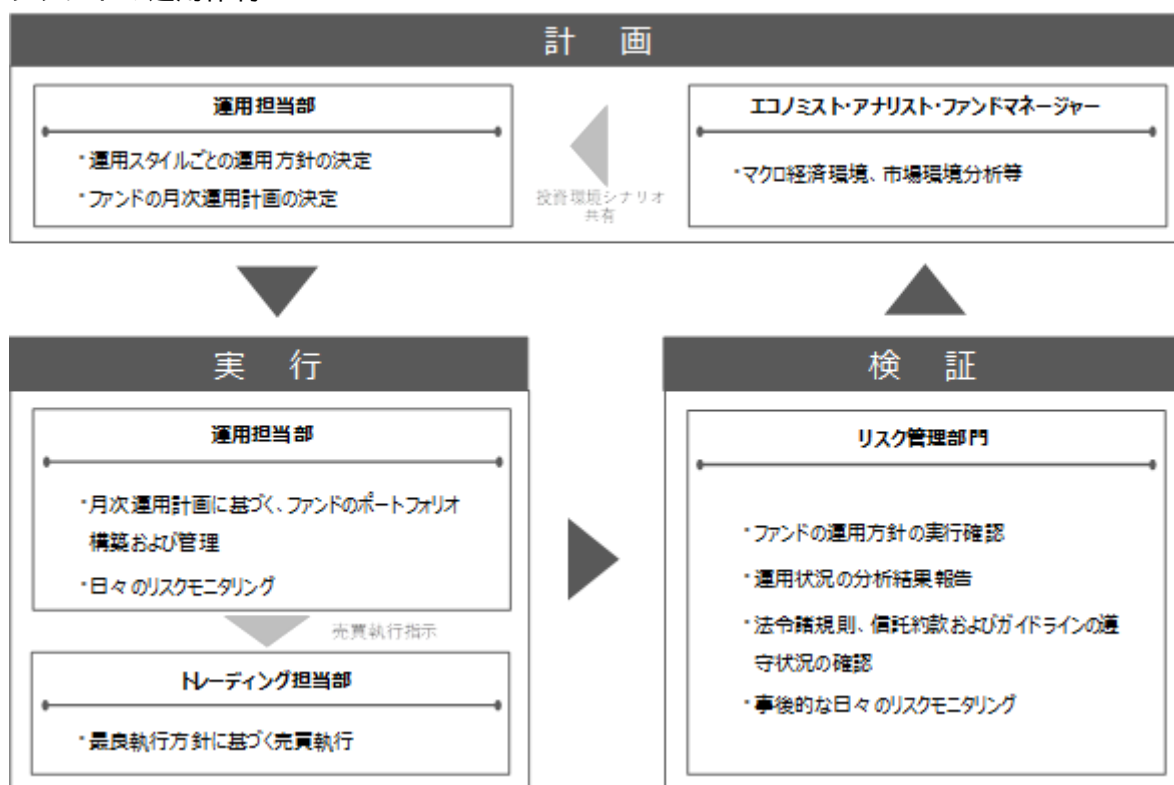 計 画
運用担当部
・運用スタイルごとの運用方針の決定
・ファンドの月次運用計画の決定
投資環境シナリオ
共有
エコノミスト・アナリスト・ファンドマネージャー
・マクロ経済環境、市場環境分析等
実 行
運用担当部
・月次運用計画に基づく、ファンドのポートフォリオ
構築および管理
・日々のリスクモニタリング
売買執行指示
トレーディング担当部
・最良執行方針に基づく売買執行
検 証
リスク管理部門
・ファンドの運用方針の実行確認
・運用状況の分析結果報告
・法令諸規則、信託約款およびガイドラインの遵
守状況の確認
・事後的な日々のリスクモニタリング